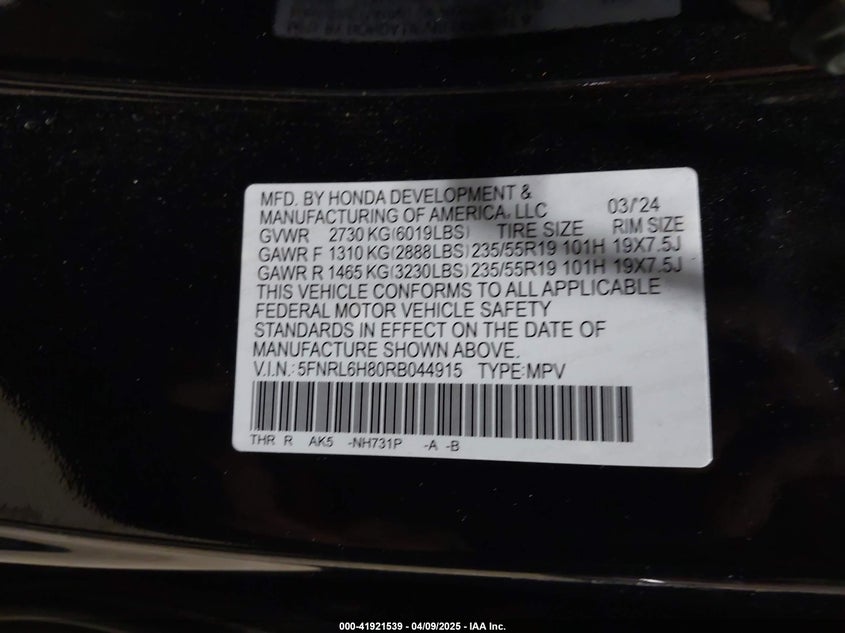 MFD. BY HONDA DEVELOPMENT &
MANUFACTURING OF AMERICA, LLC 03/'24
GVWR 2730 KG(6019LBS) TIRE SIZE RIM SIZE
GAWR F 1310 KG(2888LBS) 235/55R19 101H 19X7.5J
GAWR R 1465 KG(3230LBS) 235/55R19 101H 19X7.5J
THIS VEHICLE CONFORMS TO ALL APPLICABLE
FEDERAL MOTOR VEHICLE SAFETY
STANDARDS IN EFFECT ON THE DATE OF
MANUFACTURE SHOWN ABOVE.
V.I.N.: 5FNRL6H80RB044915 TYPE:MPV
THR R AK5 -NH731P -A -B
000-41921539 - 04/09/2025 - IAA Inc.